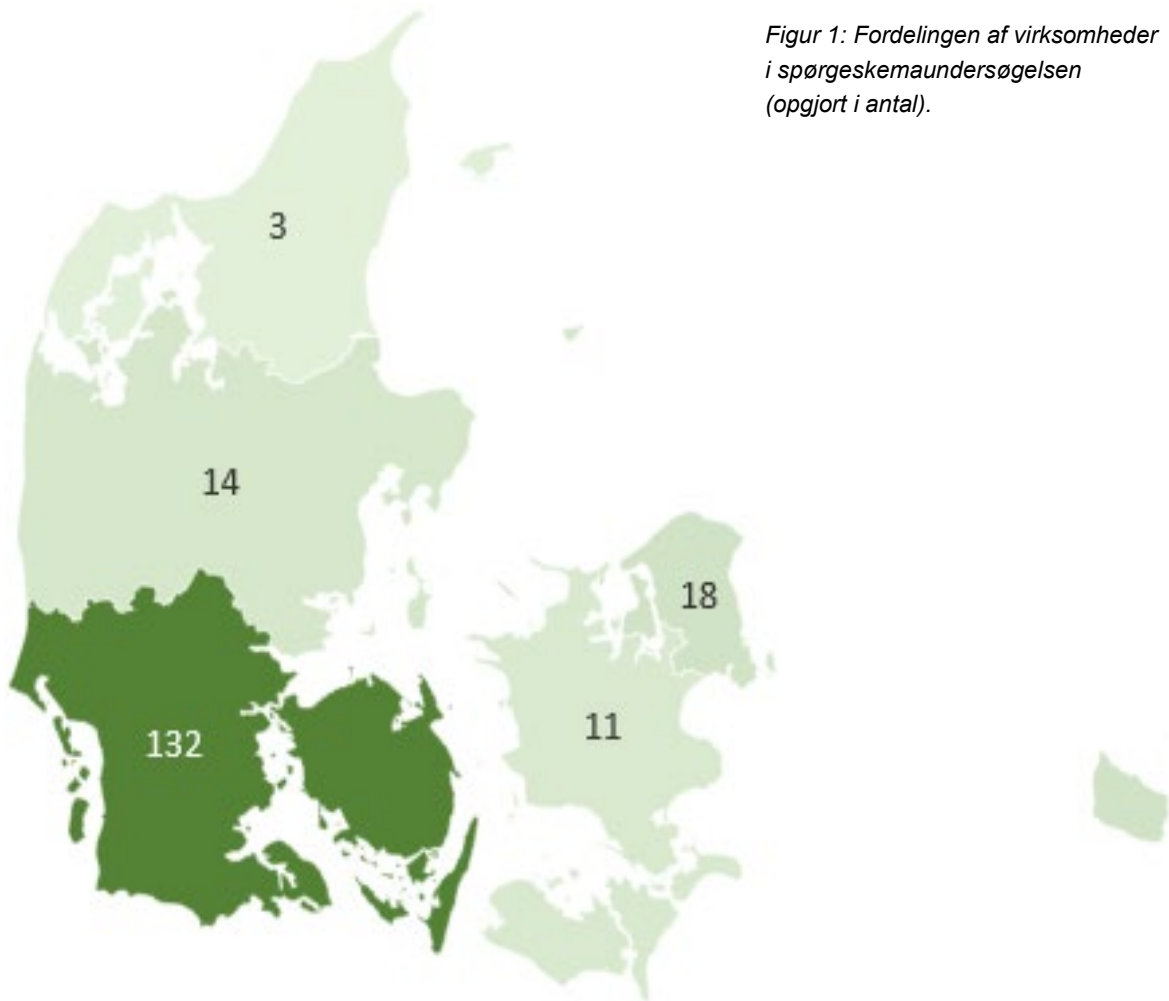 Figur 1: Fordelingen af virksomheder
i spørgeskemaundersøgelsen
(opgjort i antal).
3
14
18
11
132